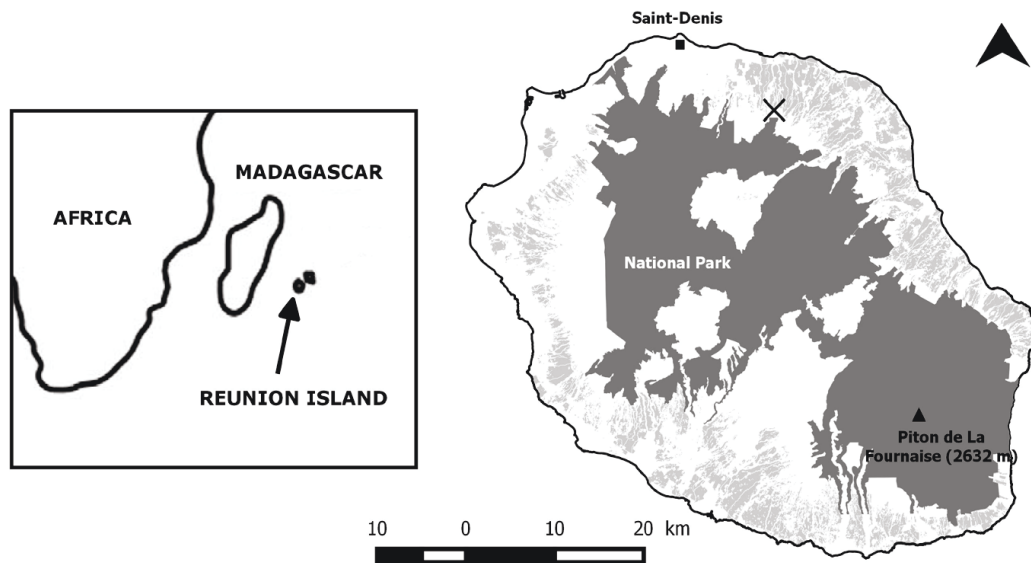 Saint-Denis
MADAGASCAR
AFRICA
REUNION ISLAND
National Park
Piton de La
Fournaise (2632 m)
10 0 10 20 km